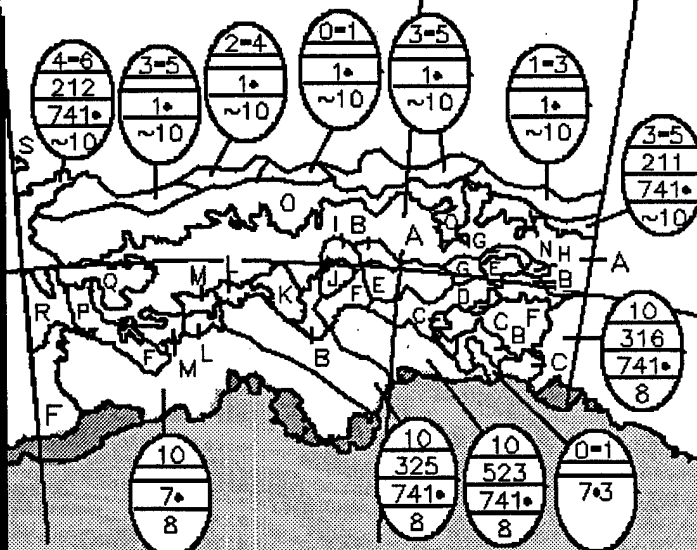 4=6
212
741•
~10
3=5
1•
~10
2=4
1•
~10
0=1
1•
~10
3=5
1•
~10
1=3
1•
~10
3=5
211
741•
~10
S
O
I B
A
O
G
N H
A
Q
M L
K
J
F E
G E
B
D
R P
C
C
B
F
C
F
M
L
B
F
10
316
741•
8
10
7•
8
10
325
741•
8
10
523
741•
8
0=1
7•3